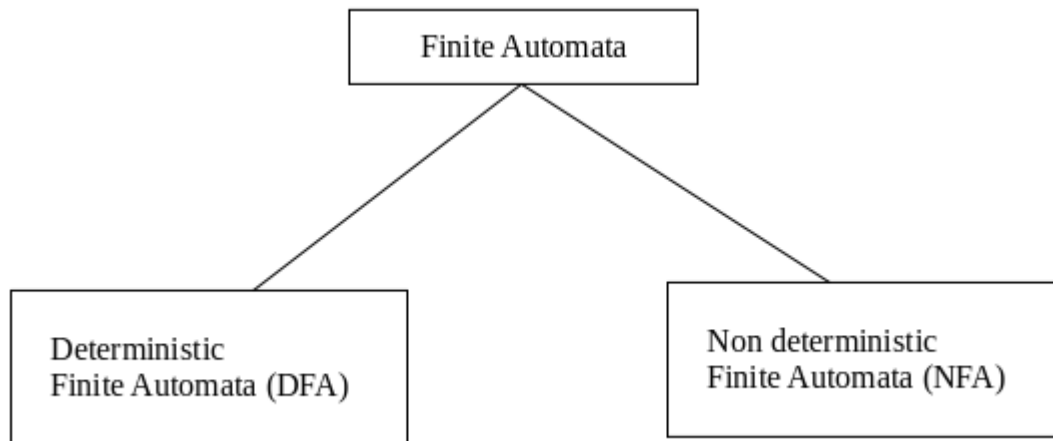 Finite Automata
Deterministic
Finite Automata (DFA)
Non deterministic
Finite Automata (NFA)